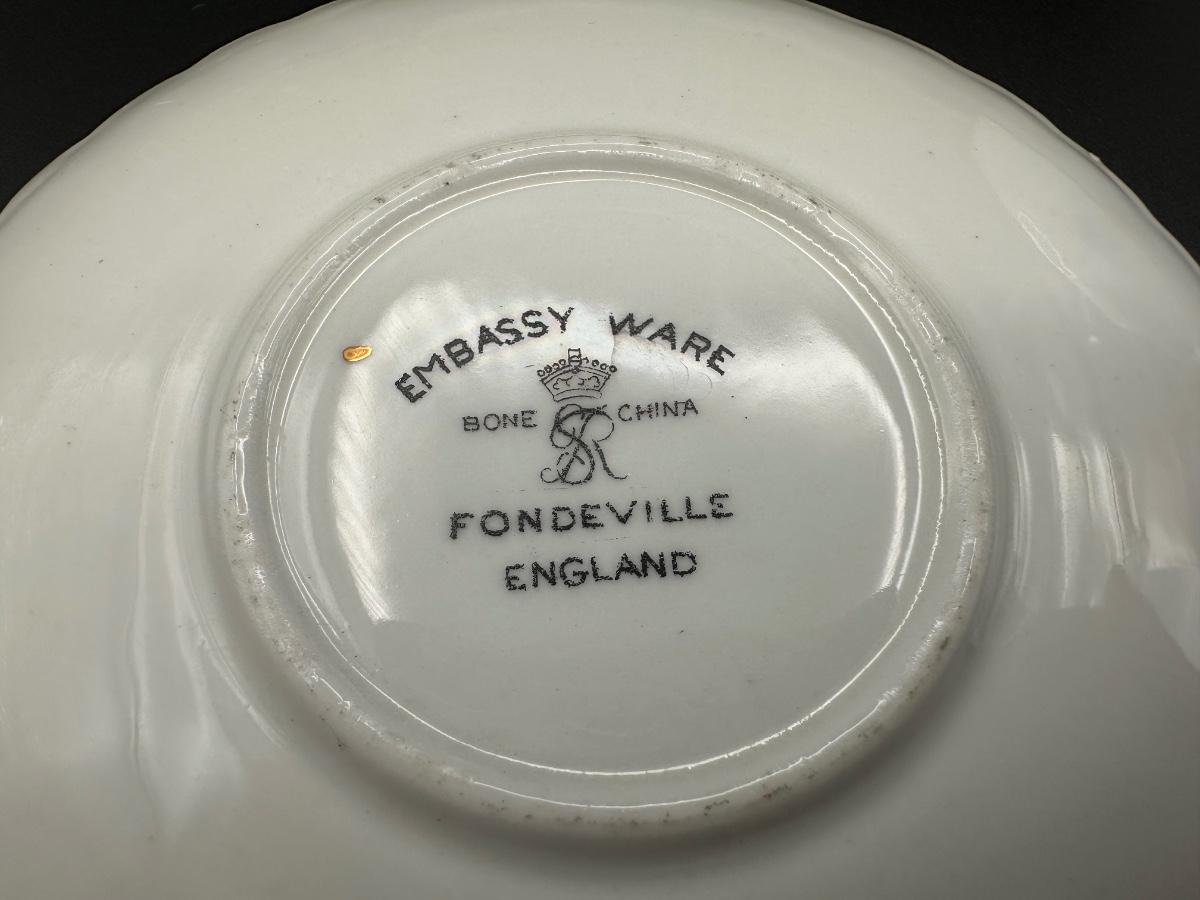 EMBASSY WARE
BONE CHINA
FONDEVILLE
ENGLAND